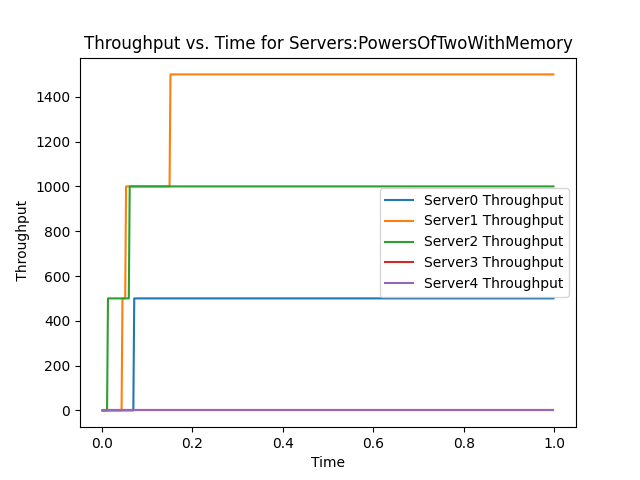 Throughput vs. Time for Servers:PowersOfTwoWithMemory
1400
1200
1000
800
600
400
200
0
Throughput
Server0 Throughput
Server1 Throughput
Server2 Throughput
Server3 Throughput
Server4 Throughput
0.0 0.2 0.4 0.6 0.8 1.0
Time